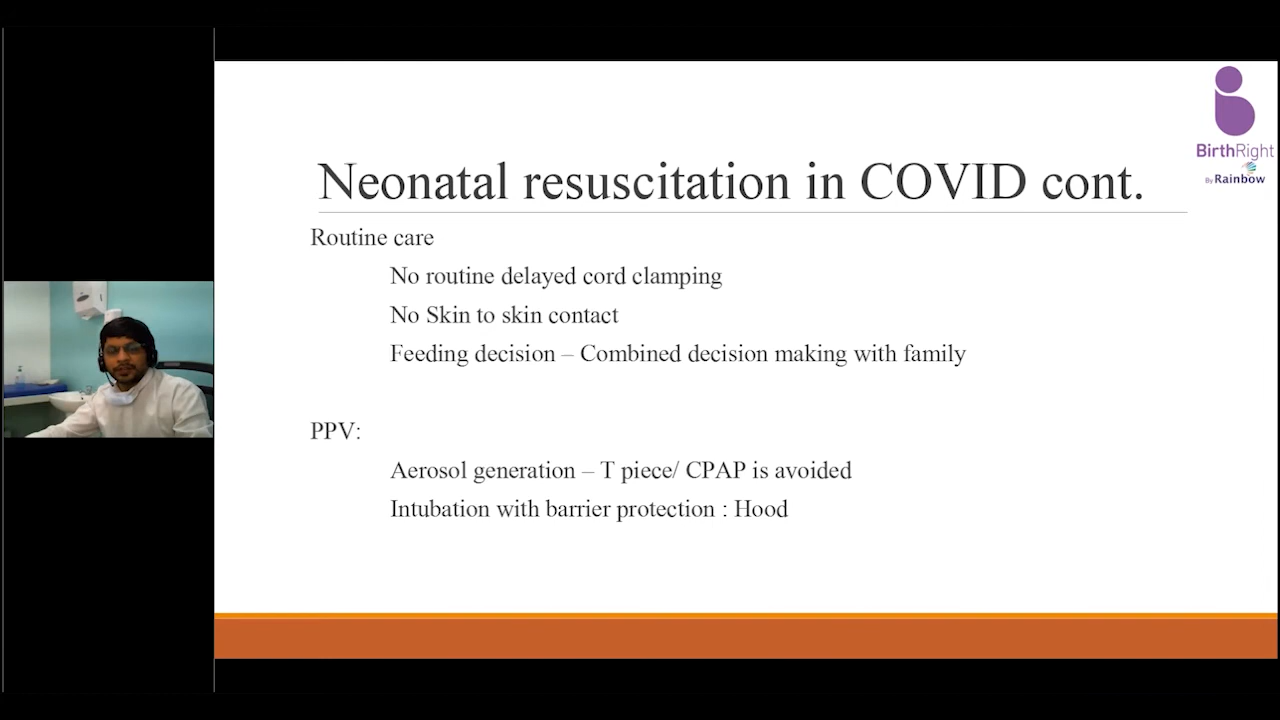 BirthRight
By Rainbow
Neonatal resuscitation in COVID cont.
Routine care
No routine delayed cord clamping
No Skin to skin contact
Feeding decision – Combined decision making with family
PPV:
Aerosol generation – T piece/ CPAP is avoided
Intubation with barrier protection : Hood